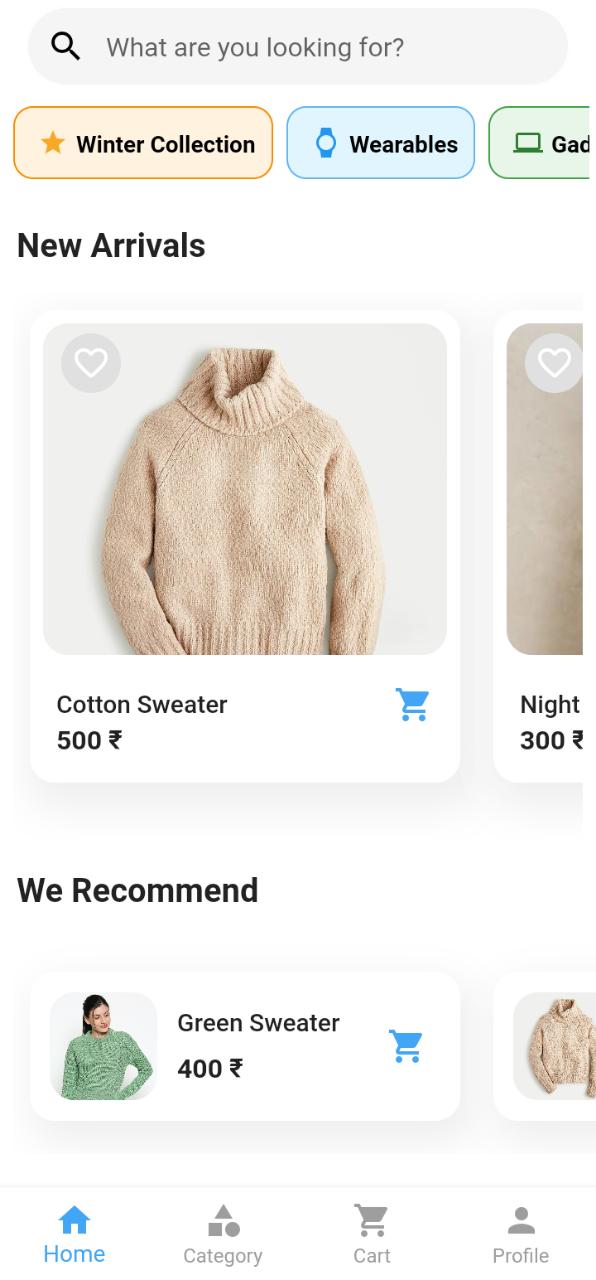 What are you looking for?
Winter Collection
Wearables
Gad
New Arrivals
Cotton Sweater
500 ₹
Night
300 ₹
We Recommend
Green Sweater
400 ₹
Home
Category
Cart
Profile